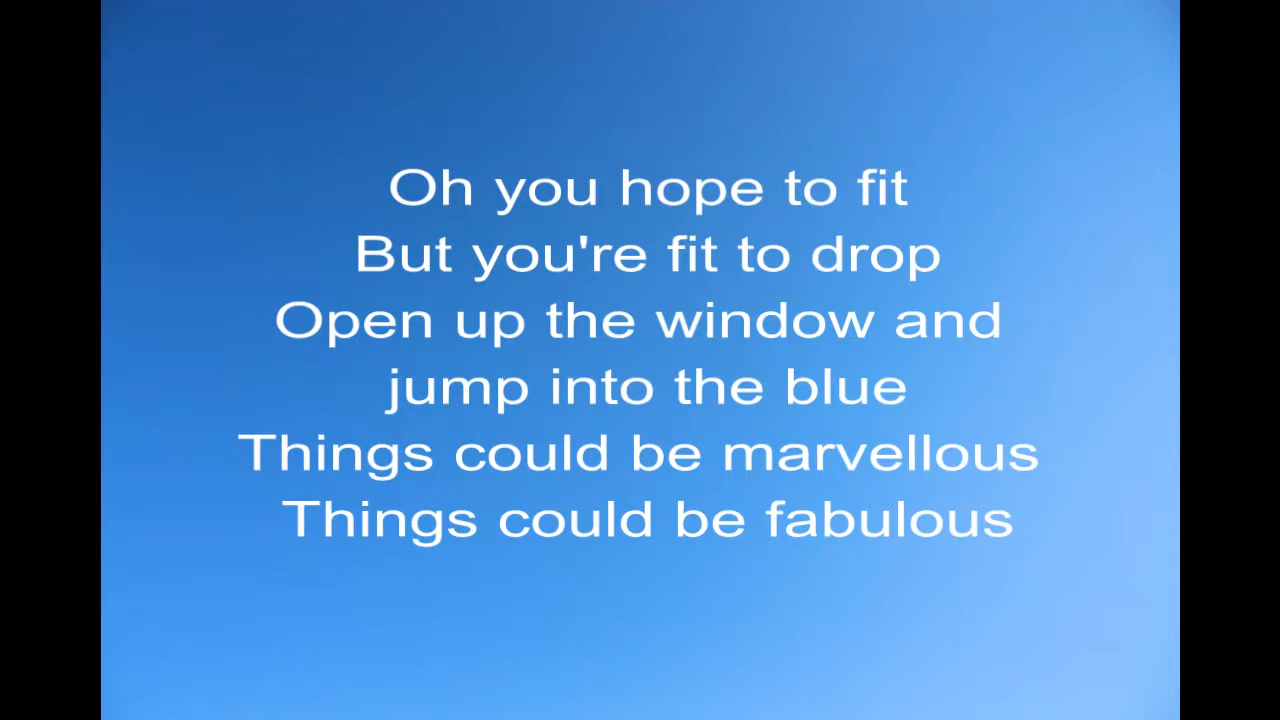 Oh you hope to fit
But you're fit to drop
Open up the window and
jump into the blue
Things could be marvellous
Things could be fabulous